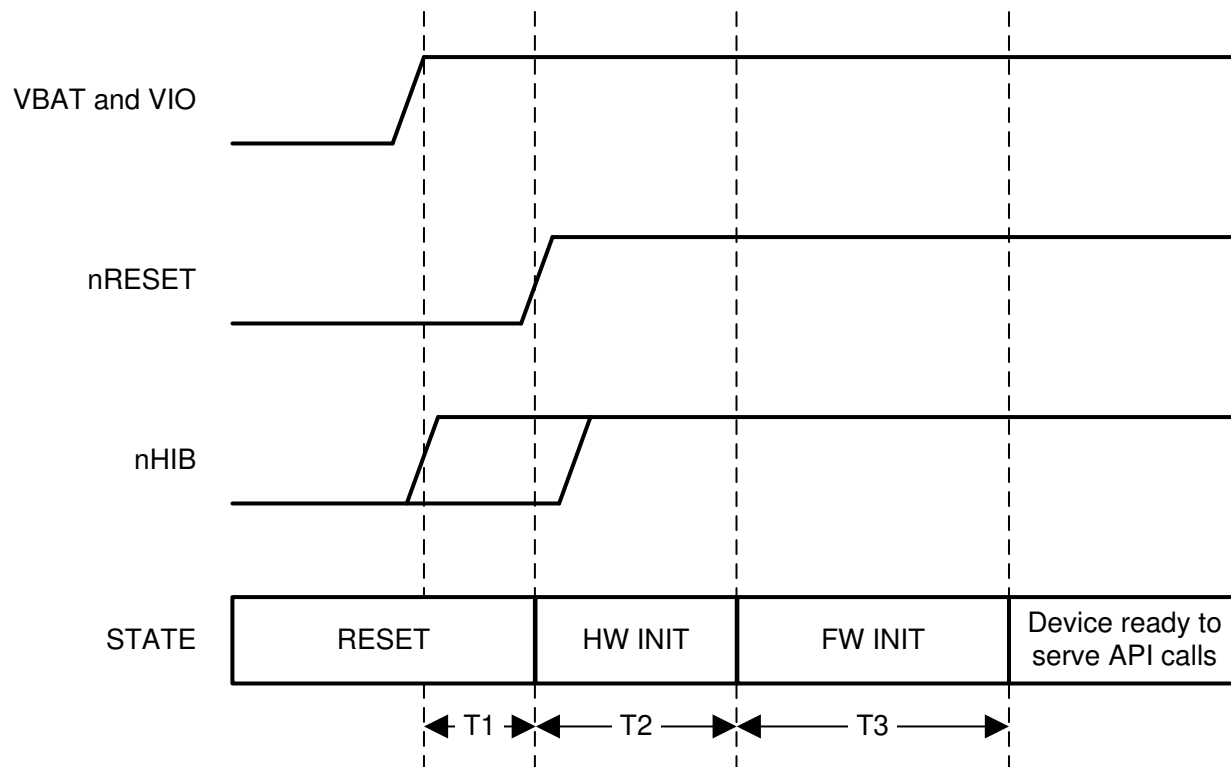 VBAT and VIO
nRESET
nHIB
STATE
RESET
HW INIT
FW INIT
Device ready to
serve API calls
T1
T2
T3